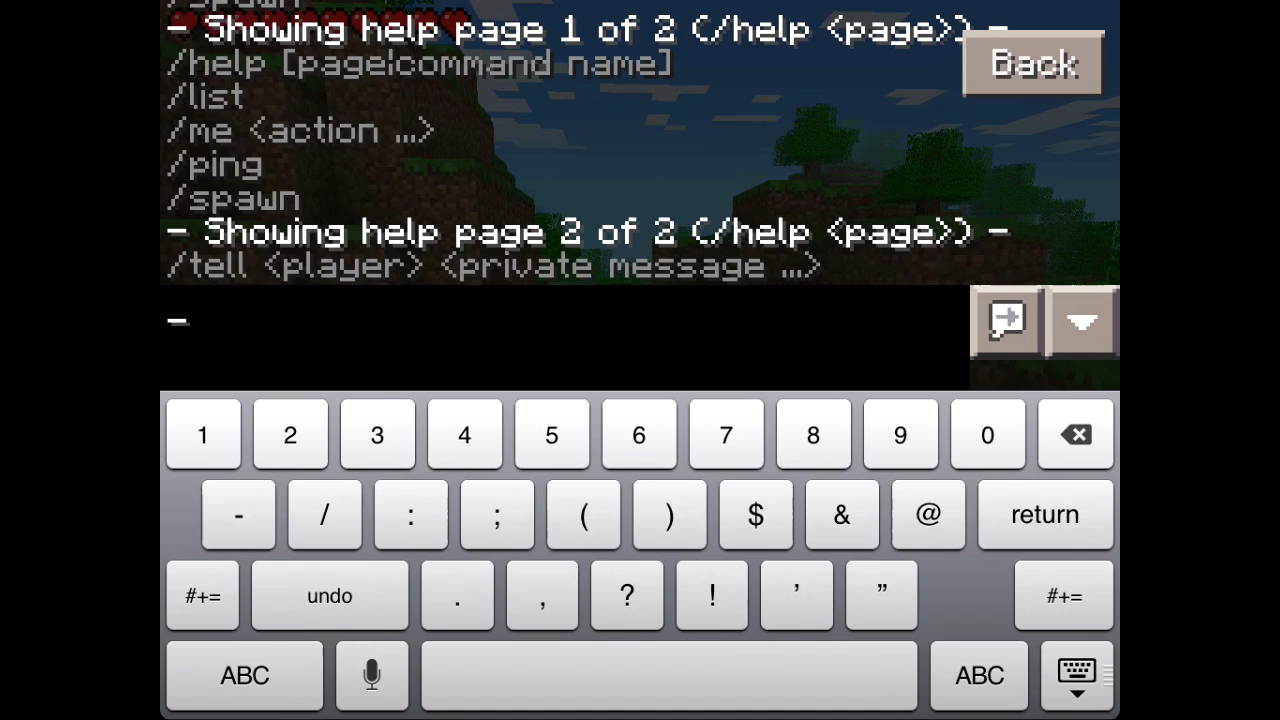 /spawn
- Showing help page 1 of 2 (/help <page>) -
Back
/help [page|command name]
/list
/me <action ...>
/ping
/spawn
- Showing help page 2 of 2 (/help <page>) -
/tell <player> <private message ...>
_
1 2 3 4 5 6 7 8 9 0
- / : ; ( ) $ & @ return
#+= undo . , ? ! ’ ” #+=
ABC ABC